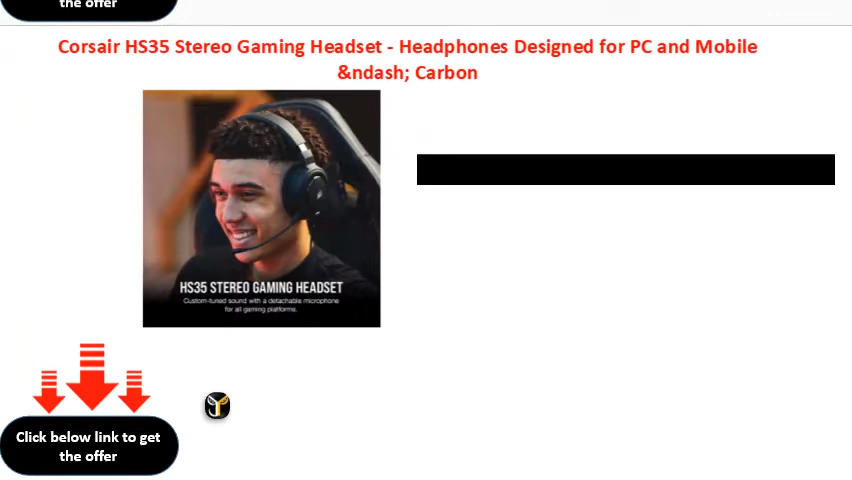 the offer
Corsair HS35 Stereo Gaming Headset - Headphones Designed for PC and Mobile
&ndash; Carbon
HS35 STEREO GAMING HEADSET
Custom-tuned sound with a detachable microphone
for all gaming platforms.
Click below link to get
the offer